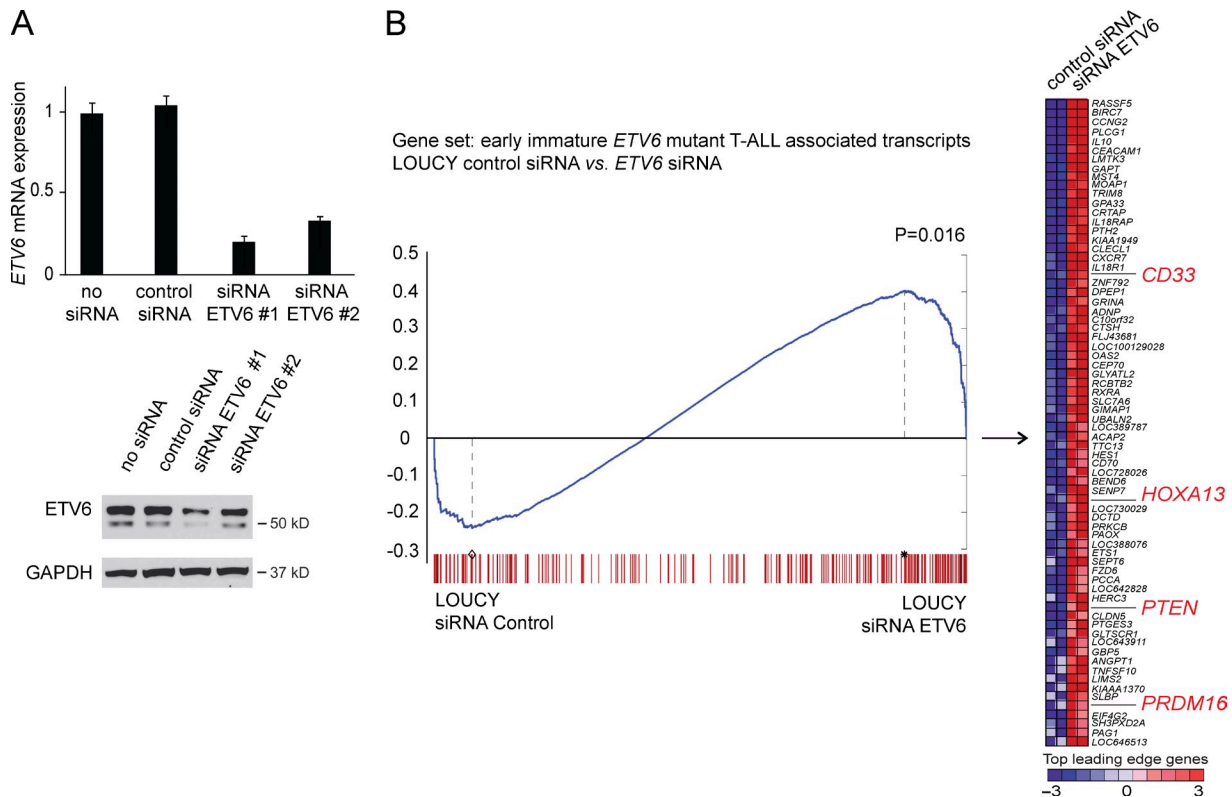 A
ETV6 mRNA expression
1
0.5
0
no siRNA
control siRNA
siRNA ETV6 #1
siRNA ETV6 #2
no siRNA
control siRNA
siRNA ETV6 #1
siRNA ETV6 #2
ETV6
– 50 kD
GAPDH
– 37 kD
B
Gene set: early immature ETV6 mutant T-ALL associated transcripts
LOUCY control siRNA vs. ETV6 siRNA
P=0.016
0.5
0.4
0.3
0.2
0.1
0
-0.1
-0.2
-0.3
LOUCY
siRNA Control
LOUCY
siRNA ETV6
control siRNA
siRNA ETV6
RASSF5
BIRC7
CCNG2
PLCG1
IL10
CEACAM1
LMTK3
GAPT
MST4
MOAP1
TRIM8
GPA33
CRTAP
IL18RAP
PTH2
KIAA1949
CLECL1
CXCR7
IL18R1
CD33
ZNF792
DPEP1
GRINA
ADNP
C10orf32
CTSH
FLJ43681
LOC100129028
OAS2
CEP70
GLYATL2
RCBTB2
RXRA
SLC7A6
GIMAP1
UBALN2
LOC389787
ACAP2
TTC13
HES1
CD70
LOC728026
BEND6
SENP7
HOXA13
LOC730029
DCTD
PRKCB
PAOX
LOC388076
ETS1
SEPT6
FZD6
PCCA
LOC642828
HERC3
PTEN
CLDN5
PTGES3
GLTSCR1
LOC643911
GBP5
ANGPT1
TNFSF10
LIMS2
KIAAA1370
SLBP
PRDM16
EIF4G2
SH3PXD2A
PAG1
LOC646513
Top leading edge genes
–3
0
3